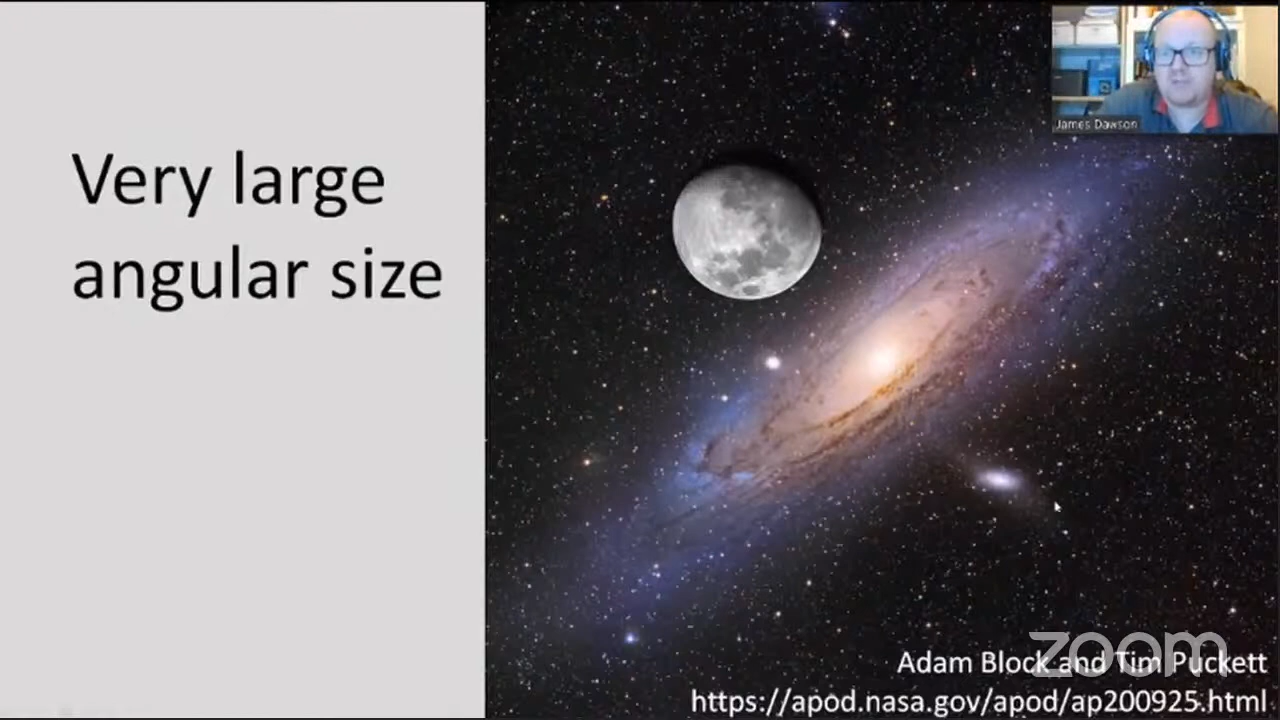 Very large
angular size
James Dawson
zoom
Adam Block and Tim Puckett
https://apod.nasa.gov/apod/ap200925.html